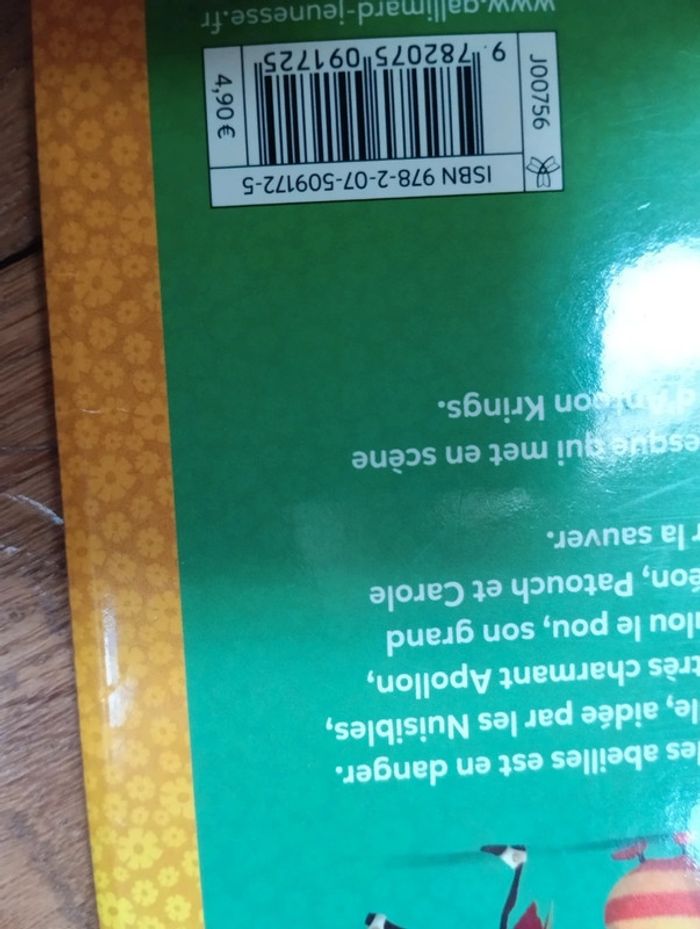 les abeilles est en danger.
le, aidée par les Nuisibles,
très charmant Apollon,
lou le pou, son grand
éon, Patouch et Carole
r la sauver.
esque qui met en scène
d'Antoon Krings.
ISBN 978-2-07-509172-5
J00756
9 782075 091725
4,90 €
www.gallimard-jeunesse.fr